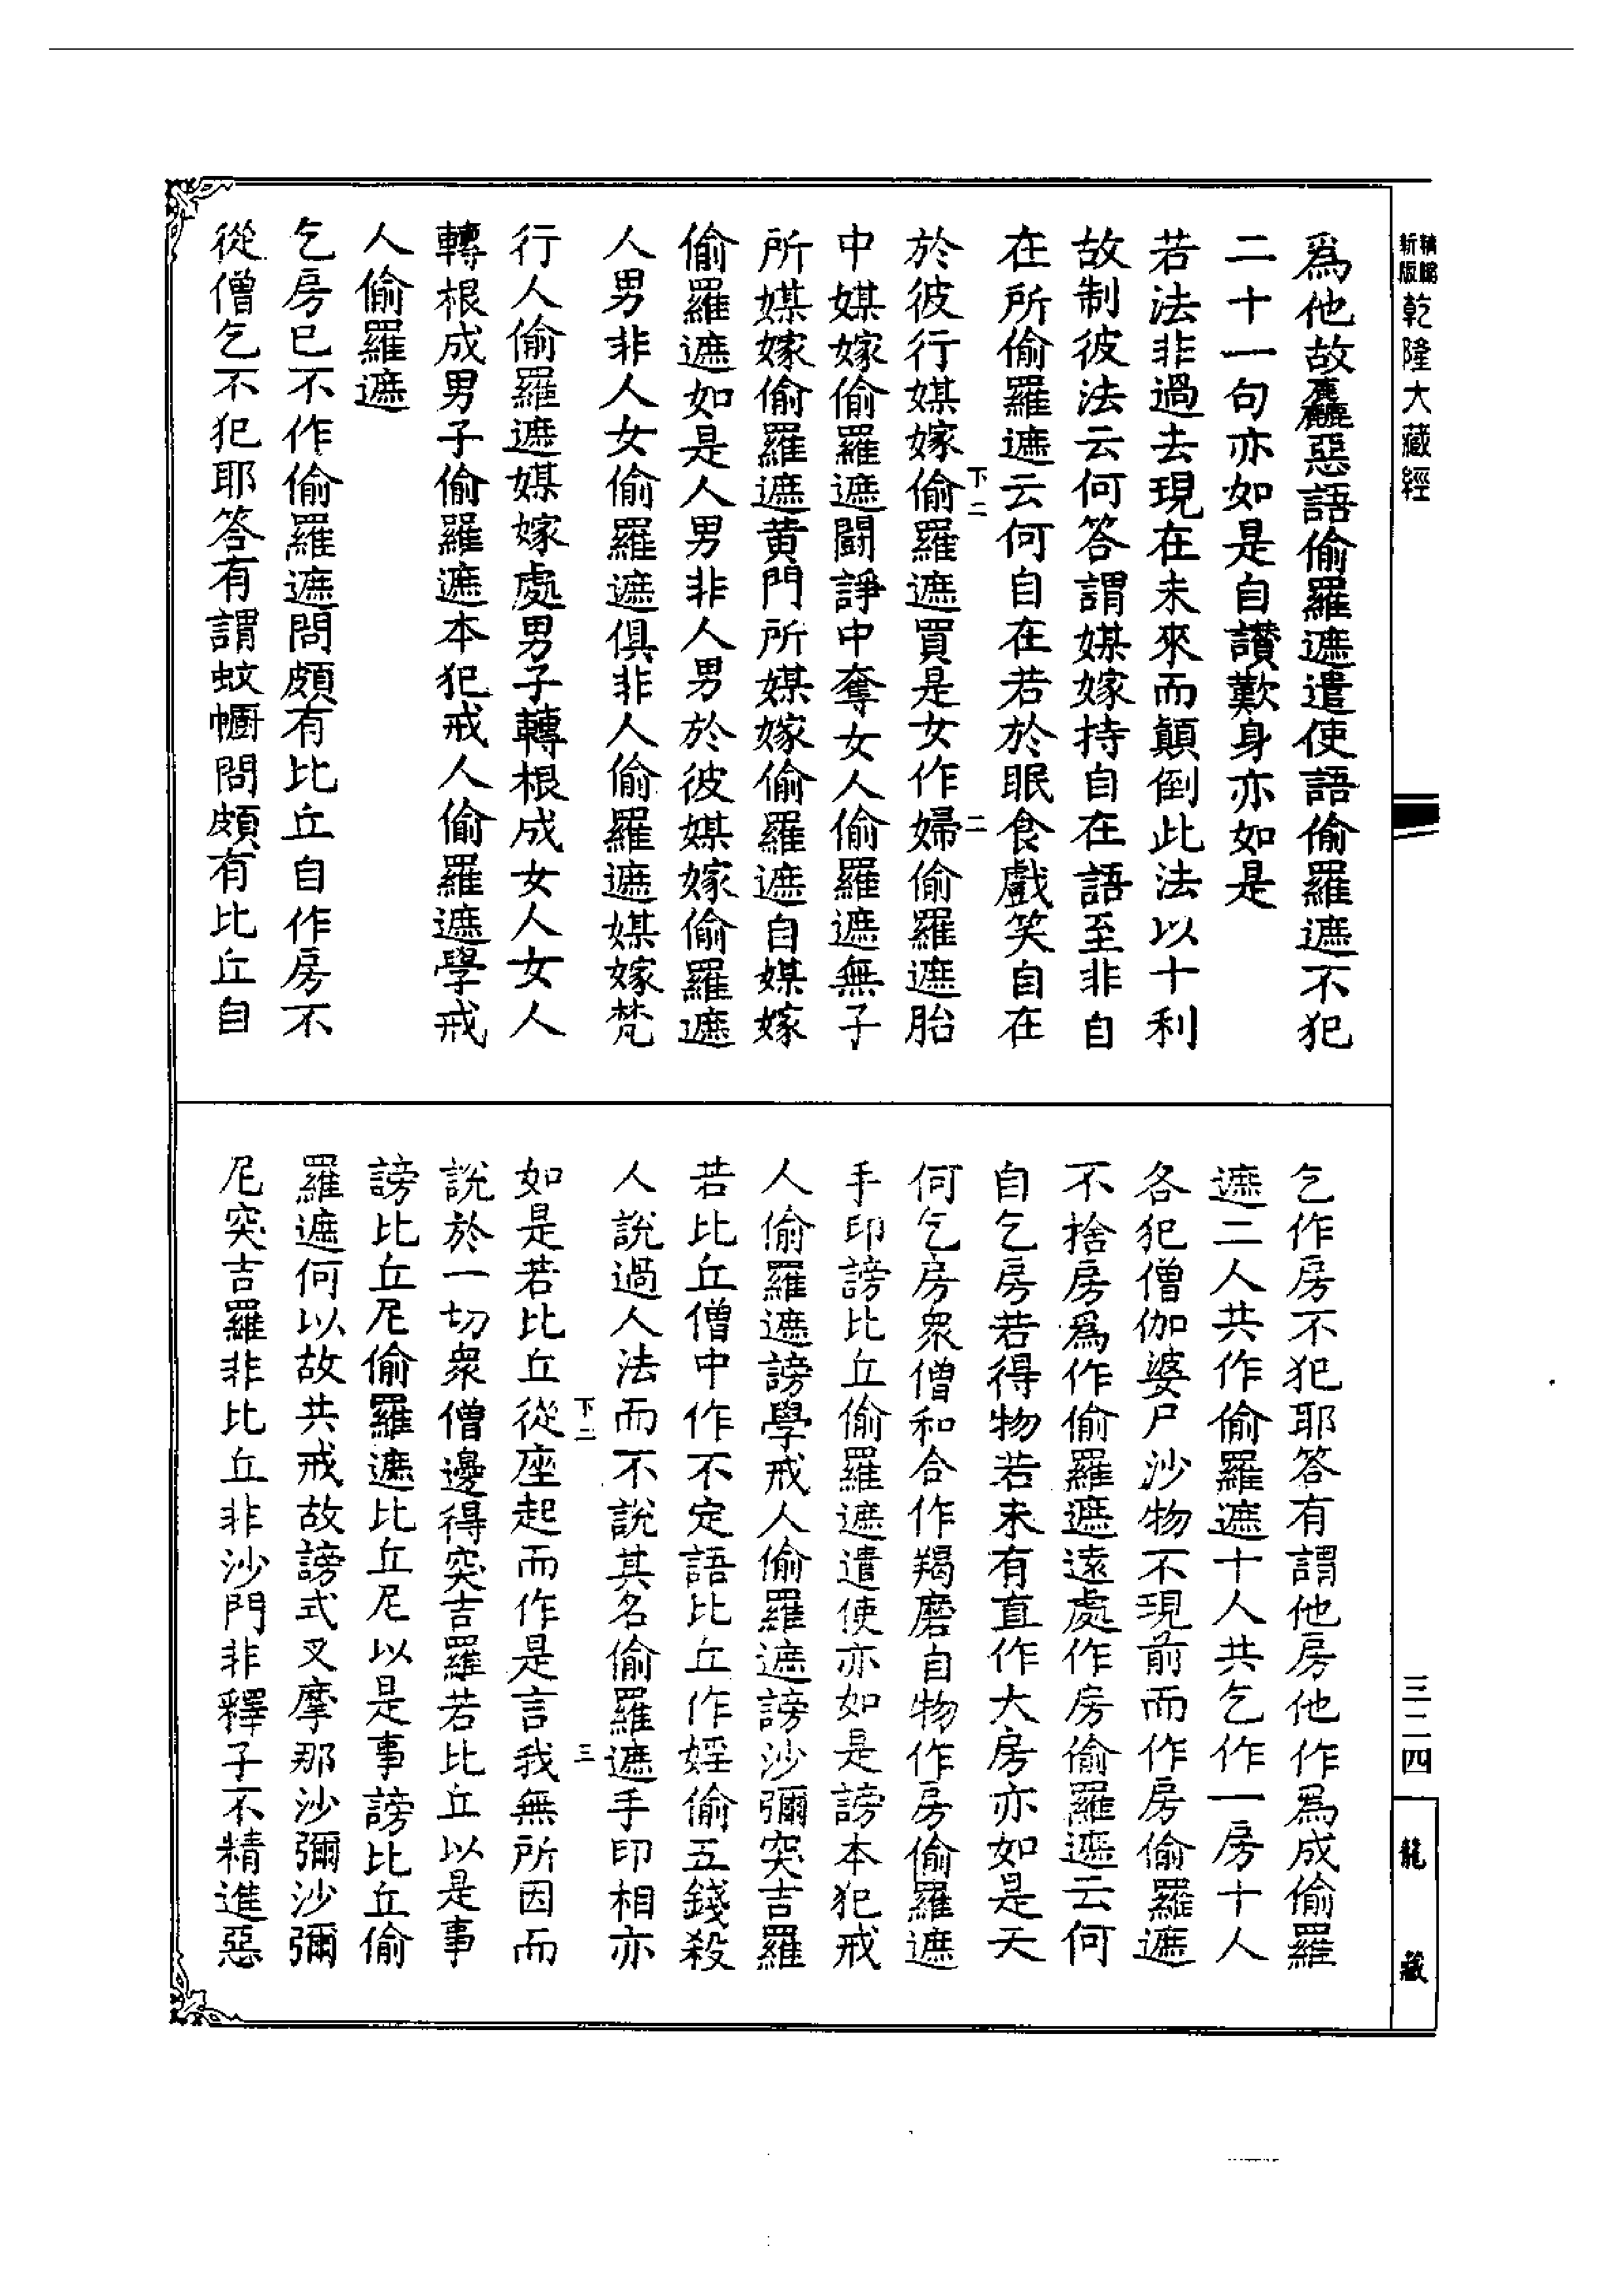 新版
精縮
乾隆大藏經
三二四
龍藏
爲他故麤惡語偷羅遮遣使語偷羅遮不犯
二十一句亦如是自讚歎身亦如是
若法非過去現在未來而顛倒此法以十利
故制彼法云何答謂媒嫁持自在語至非自
在所偷羅遮云何自在若於眠食戲笑自在
下二
二
於彼行媒嫁偷羅遮買是女作婦偷羅遮胎
中媒嫁偷羅遮鬪諍中奪女人偷羅遮無子
所媒嫁偷羅遮黃門所媒嫁偷羅遮自媒嫁
偷羅遮如是人男非人男於彼媒嫁偷羅遮
人男非人女偷羅遮俱非人偷羅遮媒嫁梵
行人偷羅遮媒嫁處男子轉根成女人女人
轉根成男子偷羅遮本犯戒人偷羅遮學戒
人偷羅遮
乞房已不作偷羅遮問頗有比丘自作房不
從僧乞不犯耶答有謂蚊幮問頗有比丘自
乞作房不犯耶答有謂他房他作爲成偷羅
遮二人共作偷羅遮十人共乞作一房十人
各犯僧伽婆尸沙物不現前而作房偷羅遮
不捨房爲作偷羅遮遠處作房偷羅遮云何
自乞房若得物若未有直作大房亦如是天
何乞房衆僧和合作羯磨自物作房偷羅遮
手印謗比丘偷羅遮遣使亦如是謗本犯戒
人偷羅遮謗學戒人偷羅遮謗沙彌突吉羅
若比丘僧中作不定語比丘作婬偷五錢殺
人說過人法而不說其名偷羅遮手印相亦
下二
三
如是若比丘從座起而作是言我無所因而
說於一切衆僧邊得突吉羅若比丘以是事
謗比丘尼偷羅遮比丘尼以是事謗比丘偷
羅遮何以故共戒故謗式叉摩那沙彌沙彌
尼突吉羅非比丘非沙門非釋子不精進惡